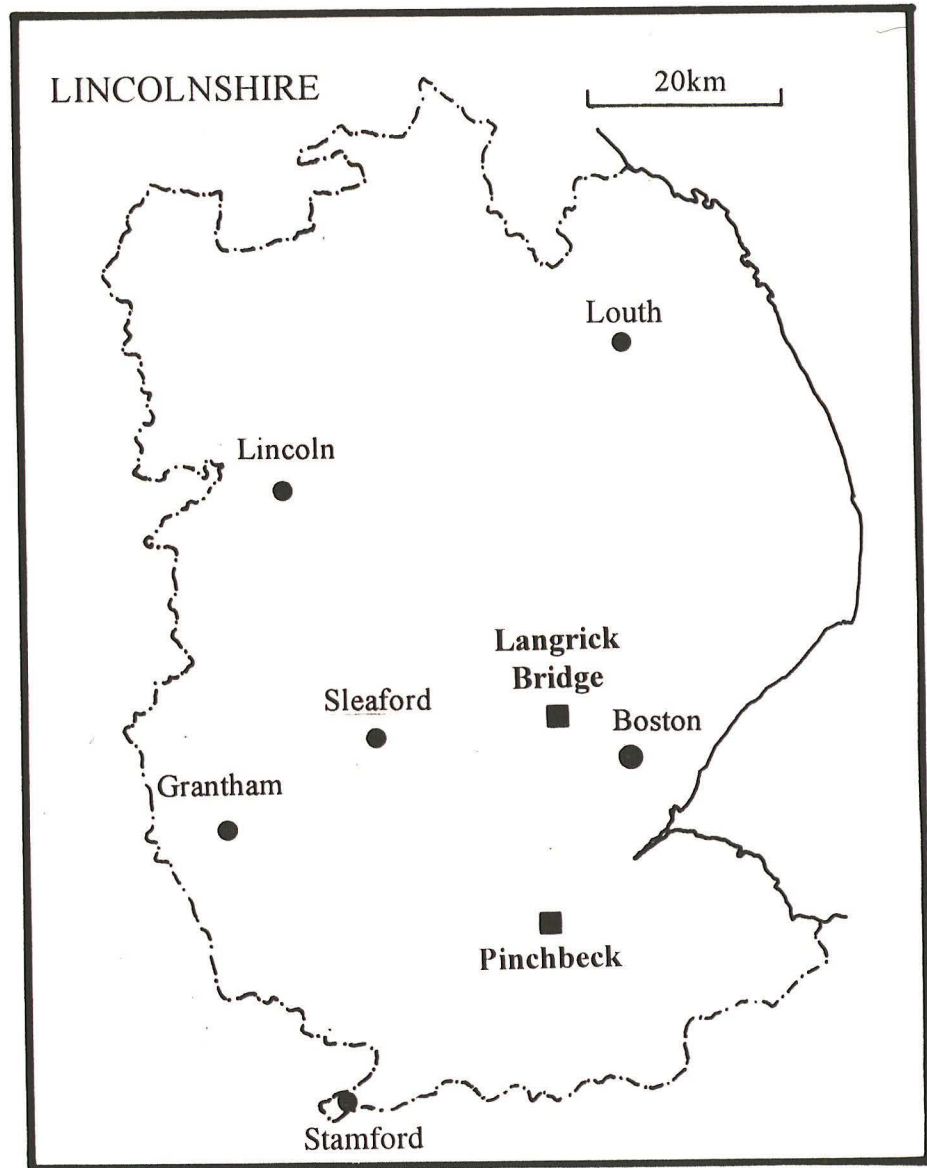 LINCOLNSHIRE
20km
Louth
Lincoln
Langrick
Bridge
Sleaford
Boston
Grantham
Pinchbeck
Stamford